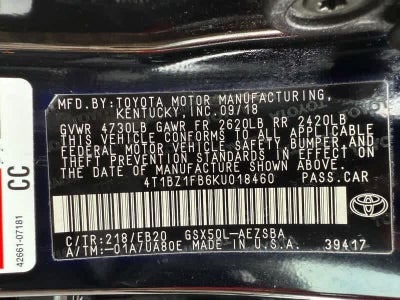 MFD.BY:TOYOTA MOTOR MANUFACTURING,
KENTUCKY,INC.09/18
GVWR 4730LB GAWR FR 2620LB RR 2420LB
THIS VEHICLE CONFORMS TO ALL APPLICABLE
FEDERAL MOTOR VEHICLE SAFETY, BUMPER, AND
THEFT PREVENTION STANDARDS IN EFFECT ON
THE DATE OF MANUFACTURE SHOWN ABOVE.
4T1BZ1FB6KU018460 PASS.CAR
C/TR:218/FB20 GSX50L-AEZSBA
A/TM:-01A/UA80E MADE IN U.S.A. 39417
CC
42661-07181